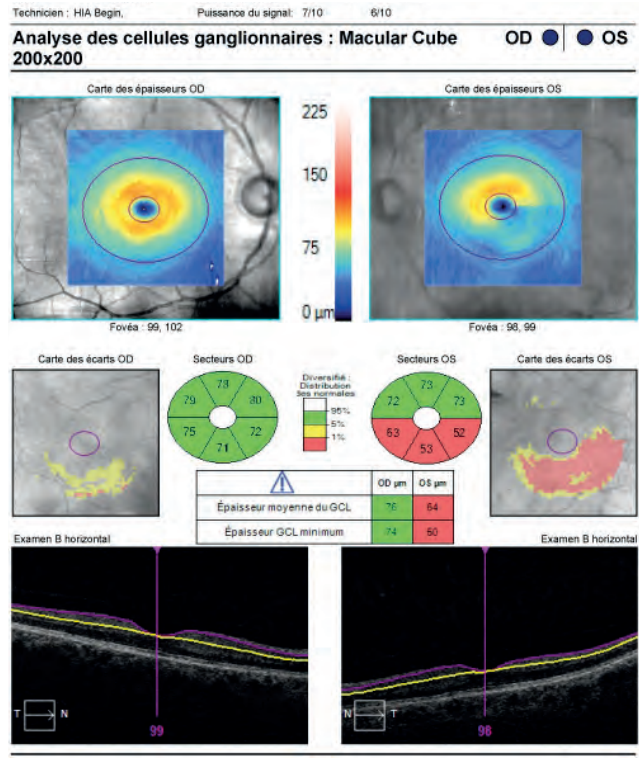 Technicien : HIA Begin, Puissance du signal: 7/10 6/10
Analyse des cellules ganglionnaires : Macular Cube 200x200 OD OS
Carte des épaisseurs OD Carte des épaisseurs OS
225
150
75
0 µm
Fovéa : 99, 102 Fovéa : 98, 99
Carte des écarts OD Secteurs OD Secteurs OS Carte des écarts OS
Diversifié :
Distribution
des normales
95%
5%
1%
78
79 80
75 72
71
73
72 73
63 52
53
OD µm OS µm
Épaisseur moyenne du GCL 76 64
Épaisseur GCL minimum 74 50
Examen B horizontal Examen B horizontal
T N
99
N T
98